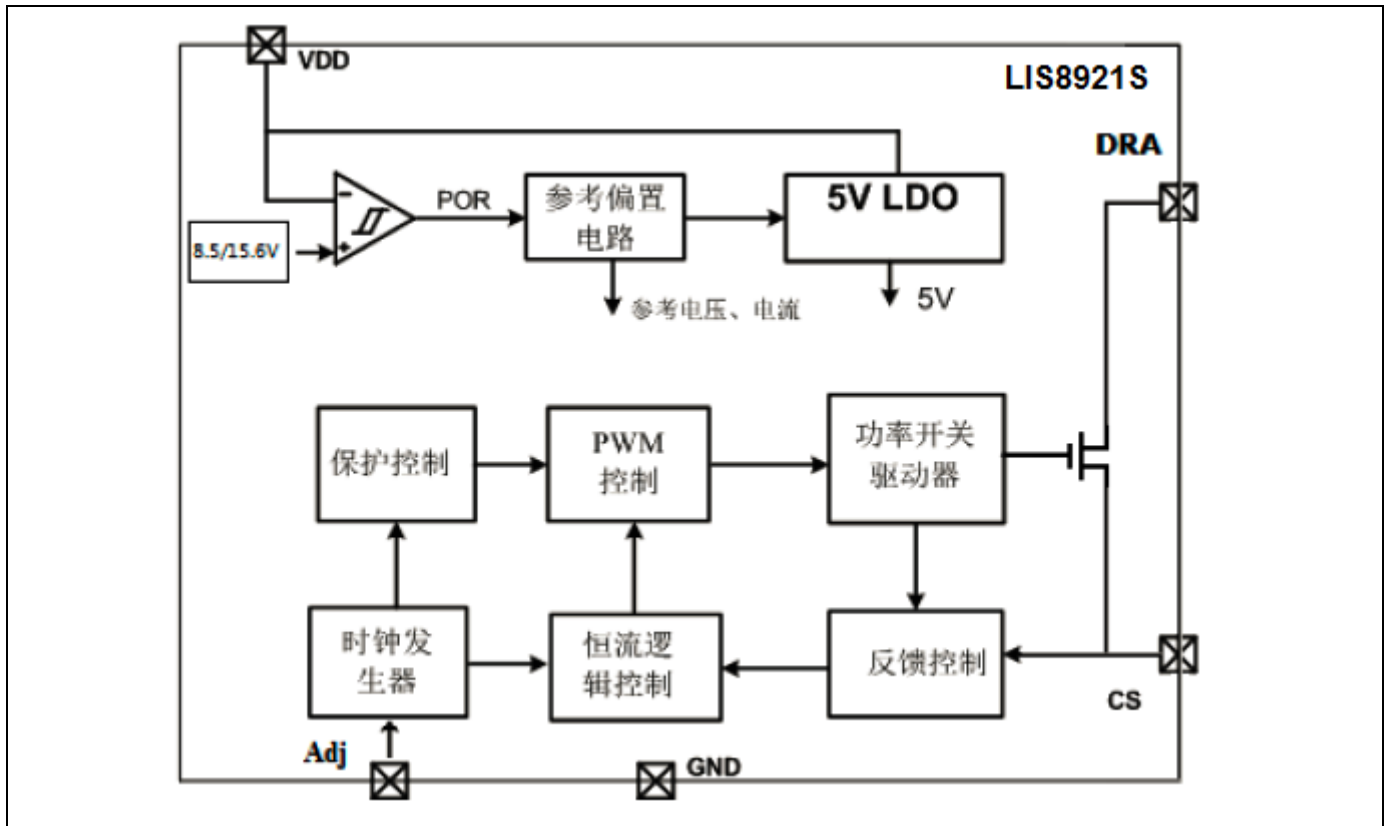 VDD
LIS8921S
DRA
POR
参考偏置
电路
5V LDO
8.5/15.6V
5V
参考电压、电流
保护控制
PWM
控制
功率开关
驱动器
时钟发
生器
恒流逻
辑控制
反馈控制
CS
Adj
GND